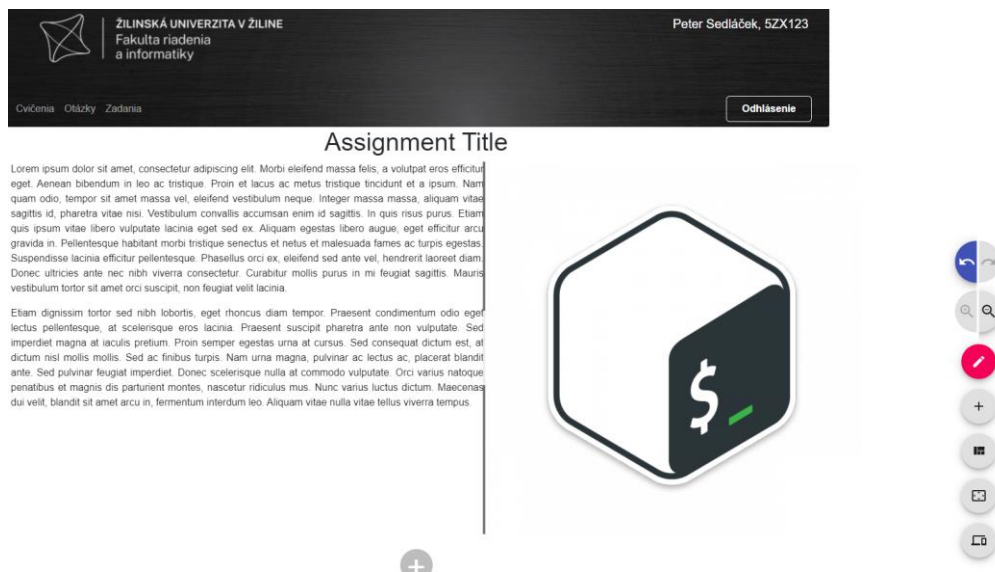 ŽILINSKÁ UNIVERZITA V ŽILINE
Fakulta riadenia
a informatiky
Peter Sedláček, 5ZX123
Cvičenia Otázky Zadania
Odhlásenie
Assignment Title
Lorem ipsum dolor sit amet, consectetur adipiscing elit. Morbi eleifend massa felis, a volutpat eros efficitur
eget. Aenean bibendum in leo ac tristique. Proin et lacus ac metus tristique tincidunt et a ipsum. Nam
quam odio, tempor sit amet massa vel, eleifend vestibulum neque. Integer massa massa, aliquam vitae
sagittis id, pharetra vitae nisi. Vestibulum convallis accumsan enim id sagittis. In quis risus purus. Etiam
quis ipsum vitae libero vulputate lacinia eget sed ex. Aliquam egestas libero augue, eget efficitur arcu
gravida in. Pellentesque habitant morbi tristique senectus et netus et malesuada fames ac turpis egestas.
Suspendisse lacinia efficitur pellentesque. Phasellus orci ex, eleifend sed ante vel, hendrerit laoreet diam.
Donec ultricies ante nec nibh viverra consectetur. Curabitur mollis purus in mi feugiat sagittis. Mauris
vestibulum tortor sit amet orci suscipit, non feugiat velit lacinia.
Etiam dignissim tortor sed nibh lobortis, eget rhoncus diam tempor. Praesent condimentum odio eget
lectus pellentesque, at scelerisque eros lacinia. Praesent suscipit pharetra ante non vulputate. Sed
imperdiet magna at iaculis pretium. Proin semper egestas urna at cursus. Sed consequat dictum est, at
dictum nisl mollis mollis. Sed ac finibus turpis. Nam urna magna, pulvinar ac lectus ac, placerat blandit
ante. Sed pulvinar feugiat imperdiet. Donec scelerisque nulla at commodo vulputate. Orci varius natoque
penatibus et magnis dis parturient montes, nascetur ridiculus mus. Nunc varius luctus dictum. Maecenas
dui velit, blandit sit amet arcu in, fermentum interdum leo. Aliquam vitae nulla vitae tellus viverra tempus.
$_